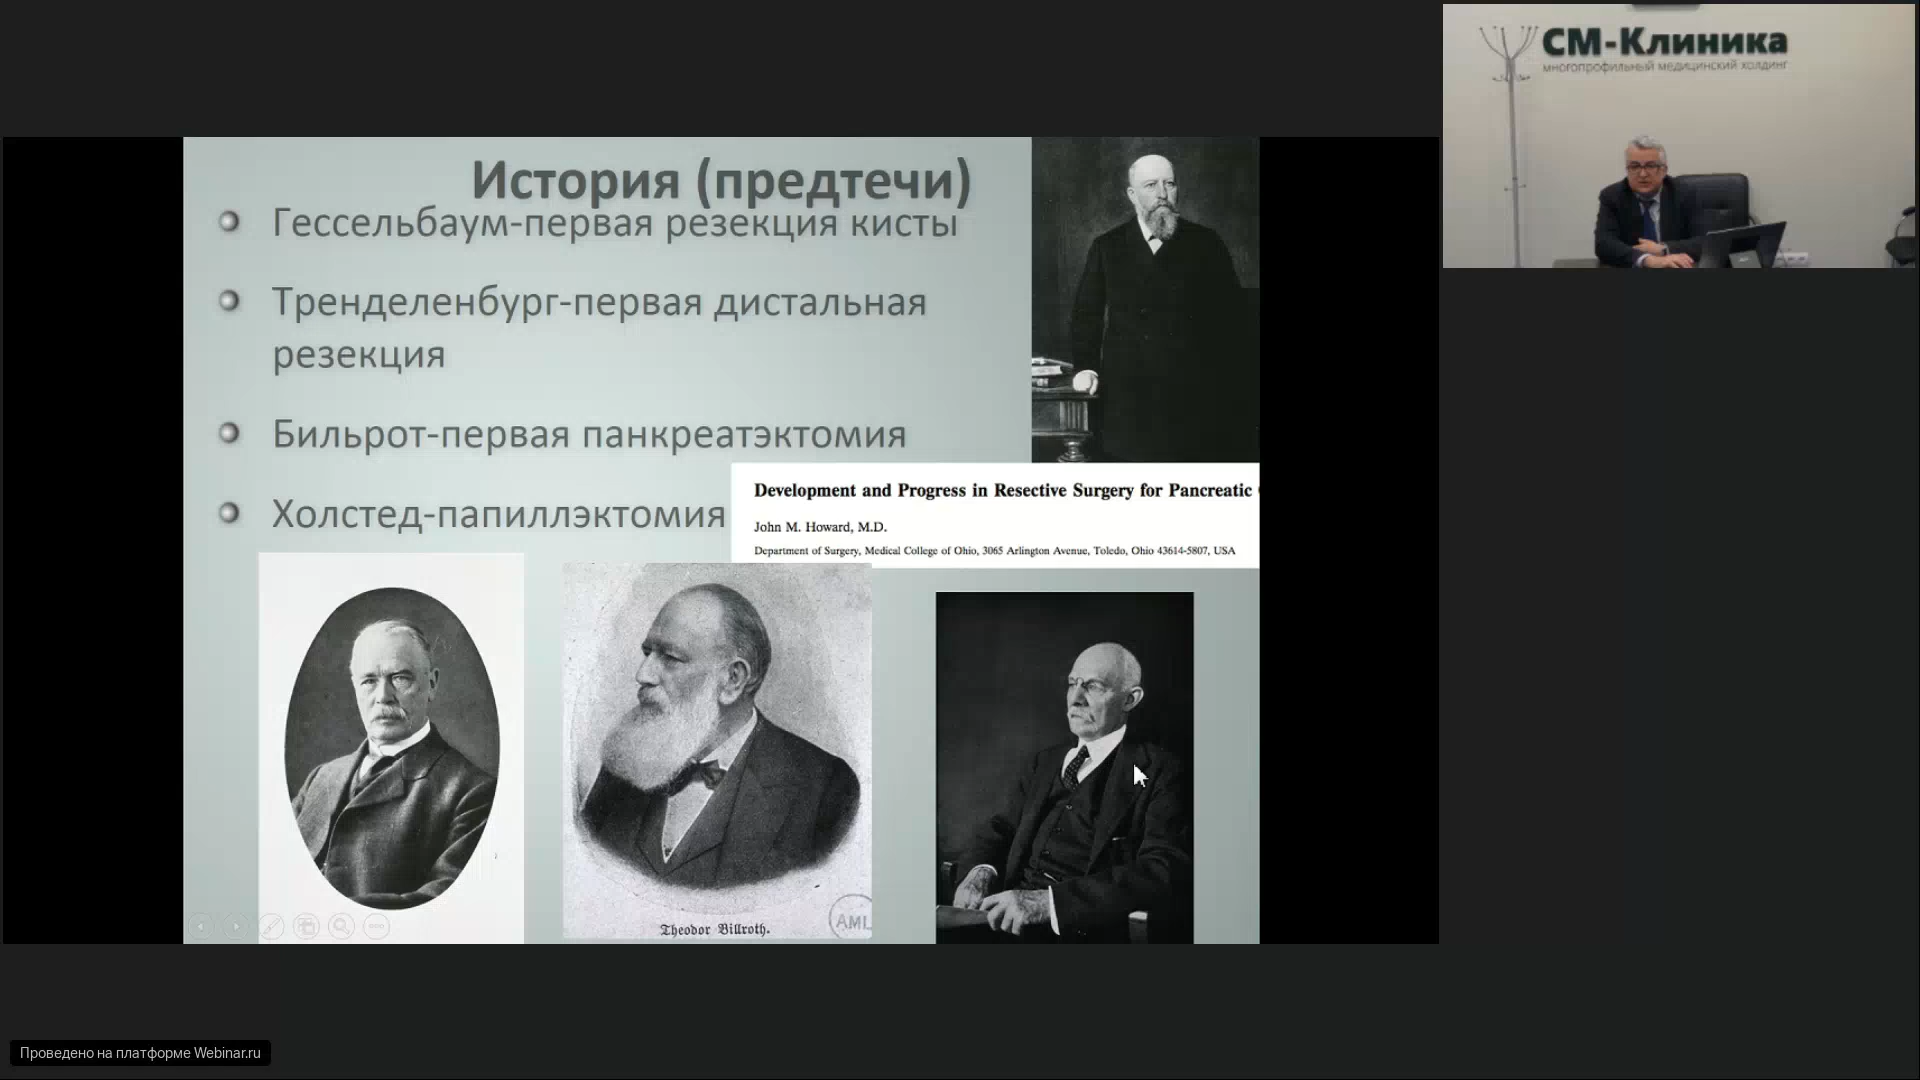 СМ-Клиника
многопрофильный медицинский холдинг
История (предтечи)
Гессельбаум-первая резекция кисты
Тренделенбург-первая дистальная
резекция
Бильрот-первая панкреатэктомия
Холстед-папиллэктомия
Development and Progress in Resective Surgery for Pancreatic
John M. Howard, M.D.
Department of Surgery, Medical College of Ohio, 3065 Arlington Avenue, Toledo, Ohio 43614-5807, USA
Theodor Billroth.
AML
Проведено на платформе Webinar.ru